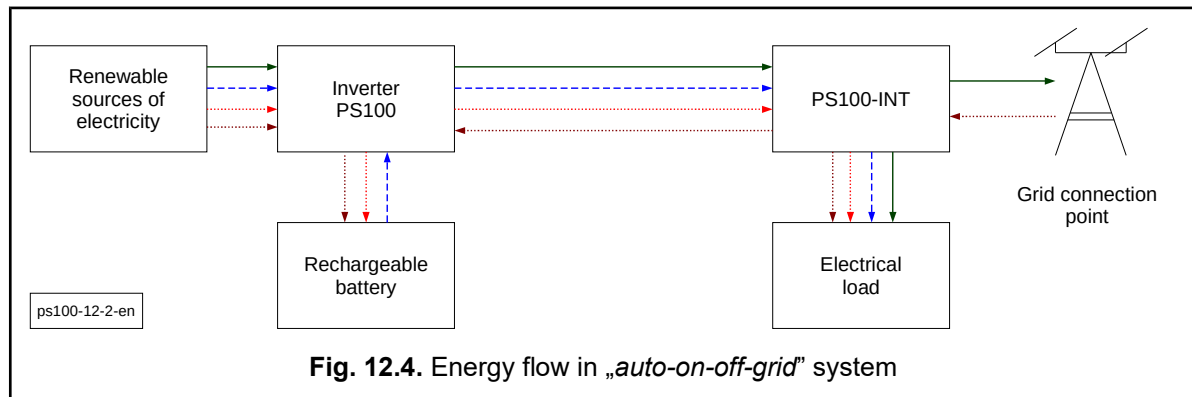 Renewable
sources of
electricity
Inverter
PS100
PS100-INT
Grid connection
point
Rechargeable
battery
Electrical
load
ps100-12-2-en
Fig. 12.4. Energy flow in „auto-on-off-grid” system